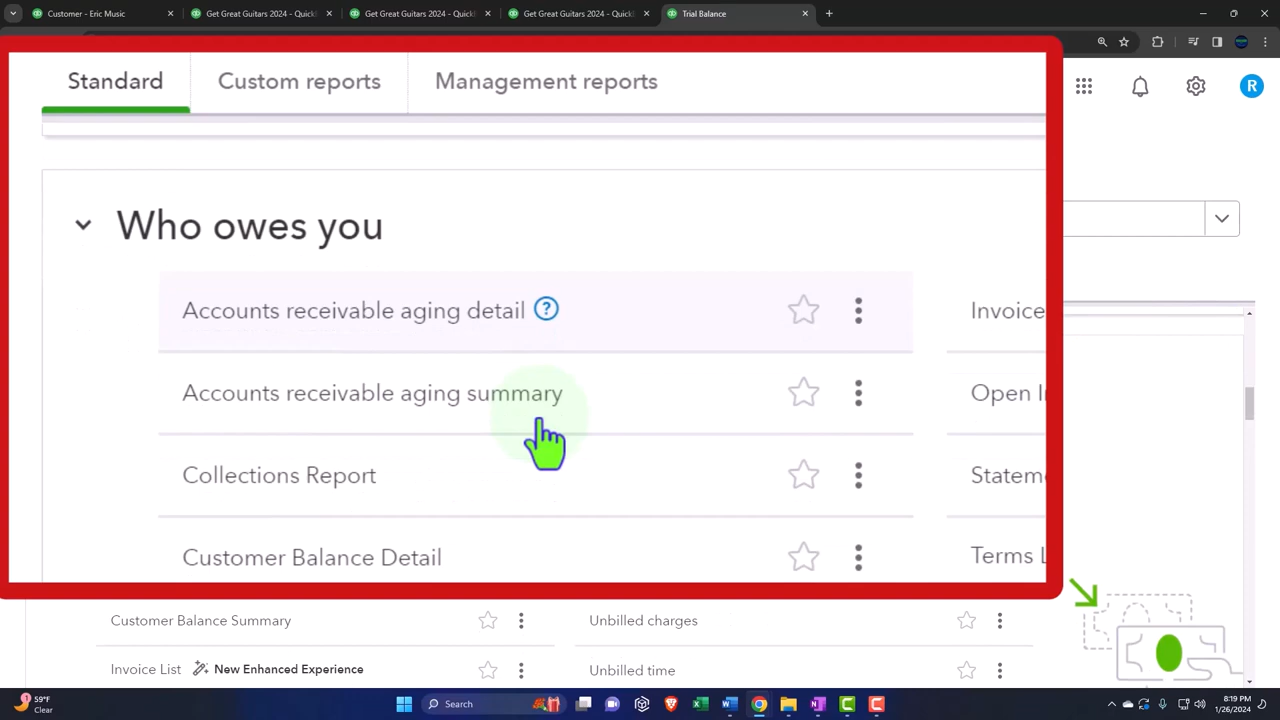 Customer - Eric Music
Get Great Guitars 2024 - Quick
Get Great Guitars 2024 - Quick
Get Great Guitars 2024 - Quick
Trial Balance
Standard
Custom reports
Management reports
R
Who owes you
Accounts receivable aging detail
Invoice
Accounts receivable aging summary
Open
Collections Report
Customer Balance Detail
Terms
Customer Balance Summary
Unbilled charges
Invoice List New Enhanced Experience
Unbilled time
1
59°F
Clear
Search
8:19 PM
1/26/2024